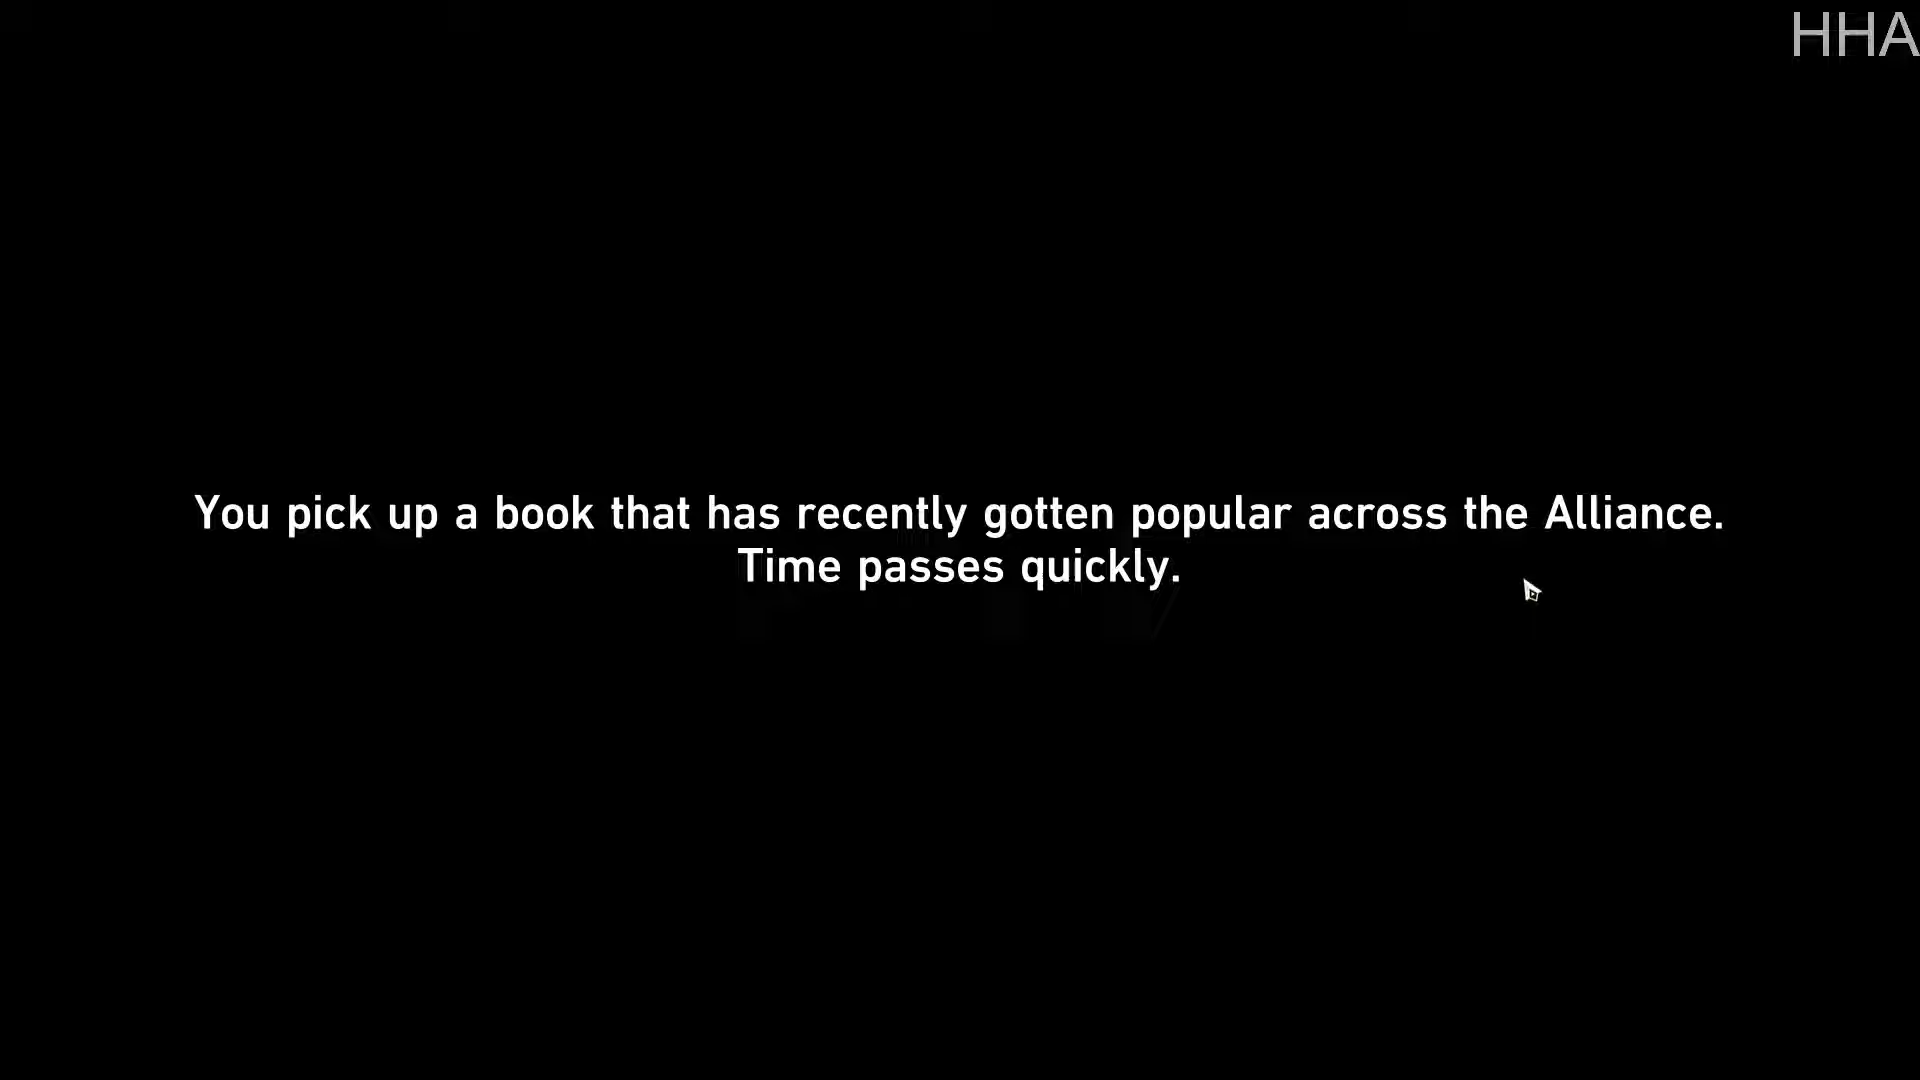 HHA
You pick up a book that has recently gotten popular across the Alliance.
Time passes quickly.